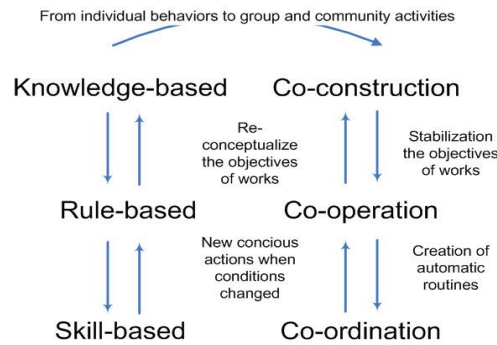 From individual behaviors to group and community activities
Knowledge-based
Co-construction
Re-
conceptualize
the objectives
of works
Stabilization
the objectives
of works
Rule-based
Co-operation
New concious
actions when
conditions
changed
Creation of
automatic
routines
Skill-based
Co-ordination